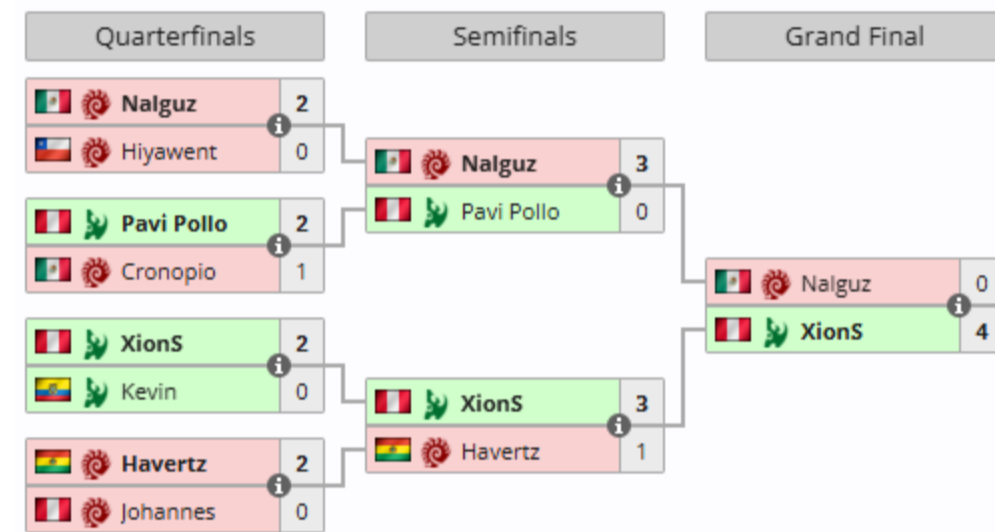 Quarterfinals Semifinals Grand Final
Nalguz 2
Hiyawent 0
Pavi Pollo 2
Cronopio 1
XionS 2
Kevin 0
Havertz 2
Johannes 0
Nalguz 3
Pavi Pollo 0
XionS 3
Havertz 1
Nalguz 0
XionS 4